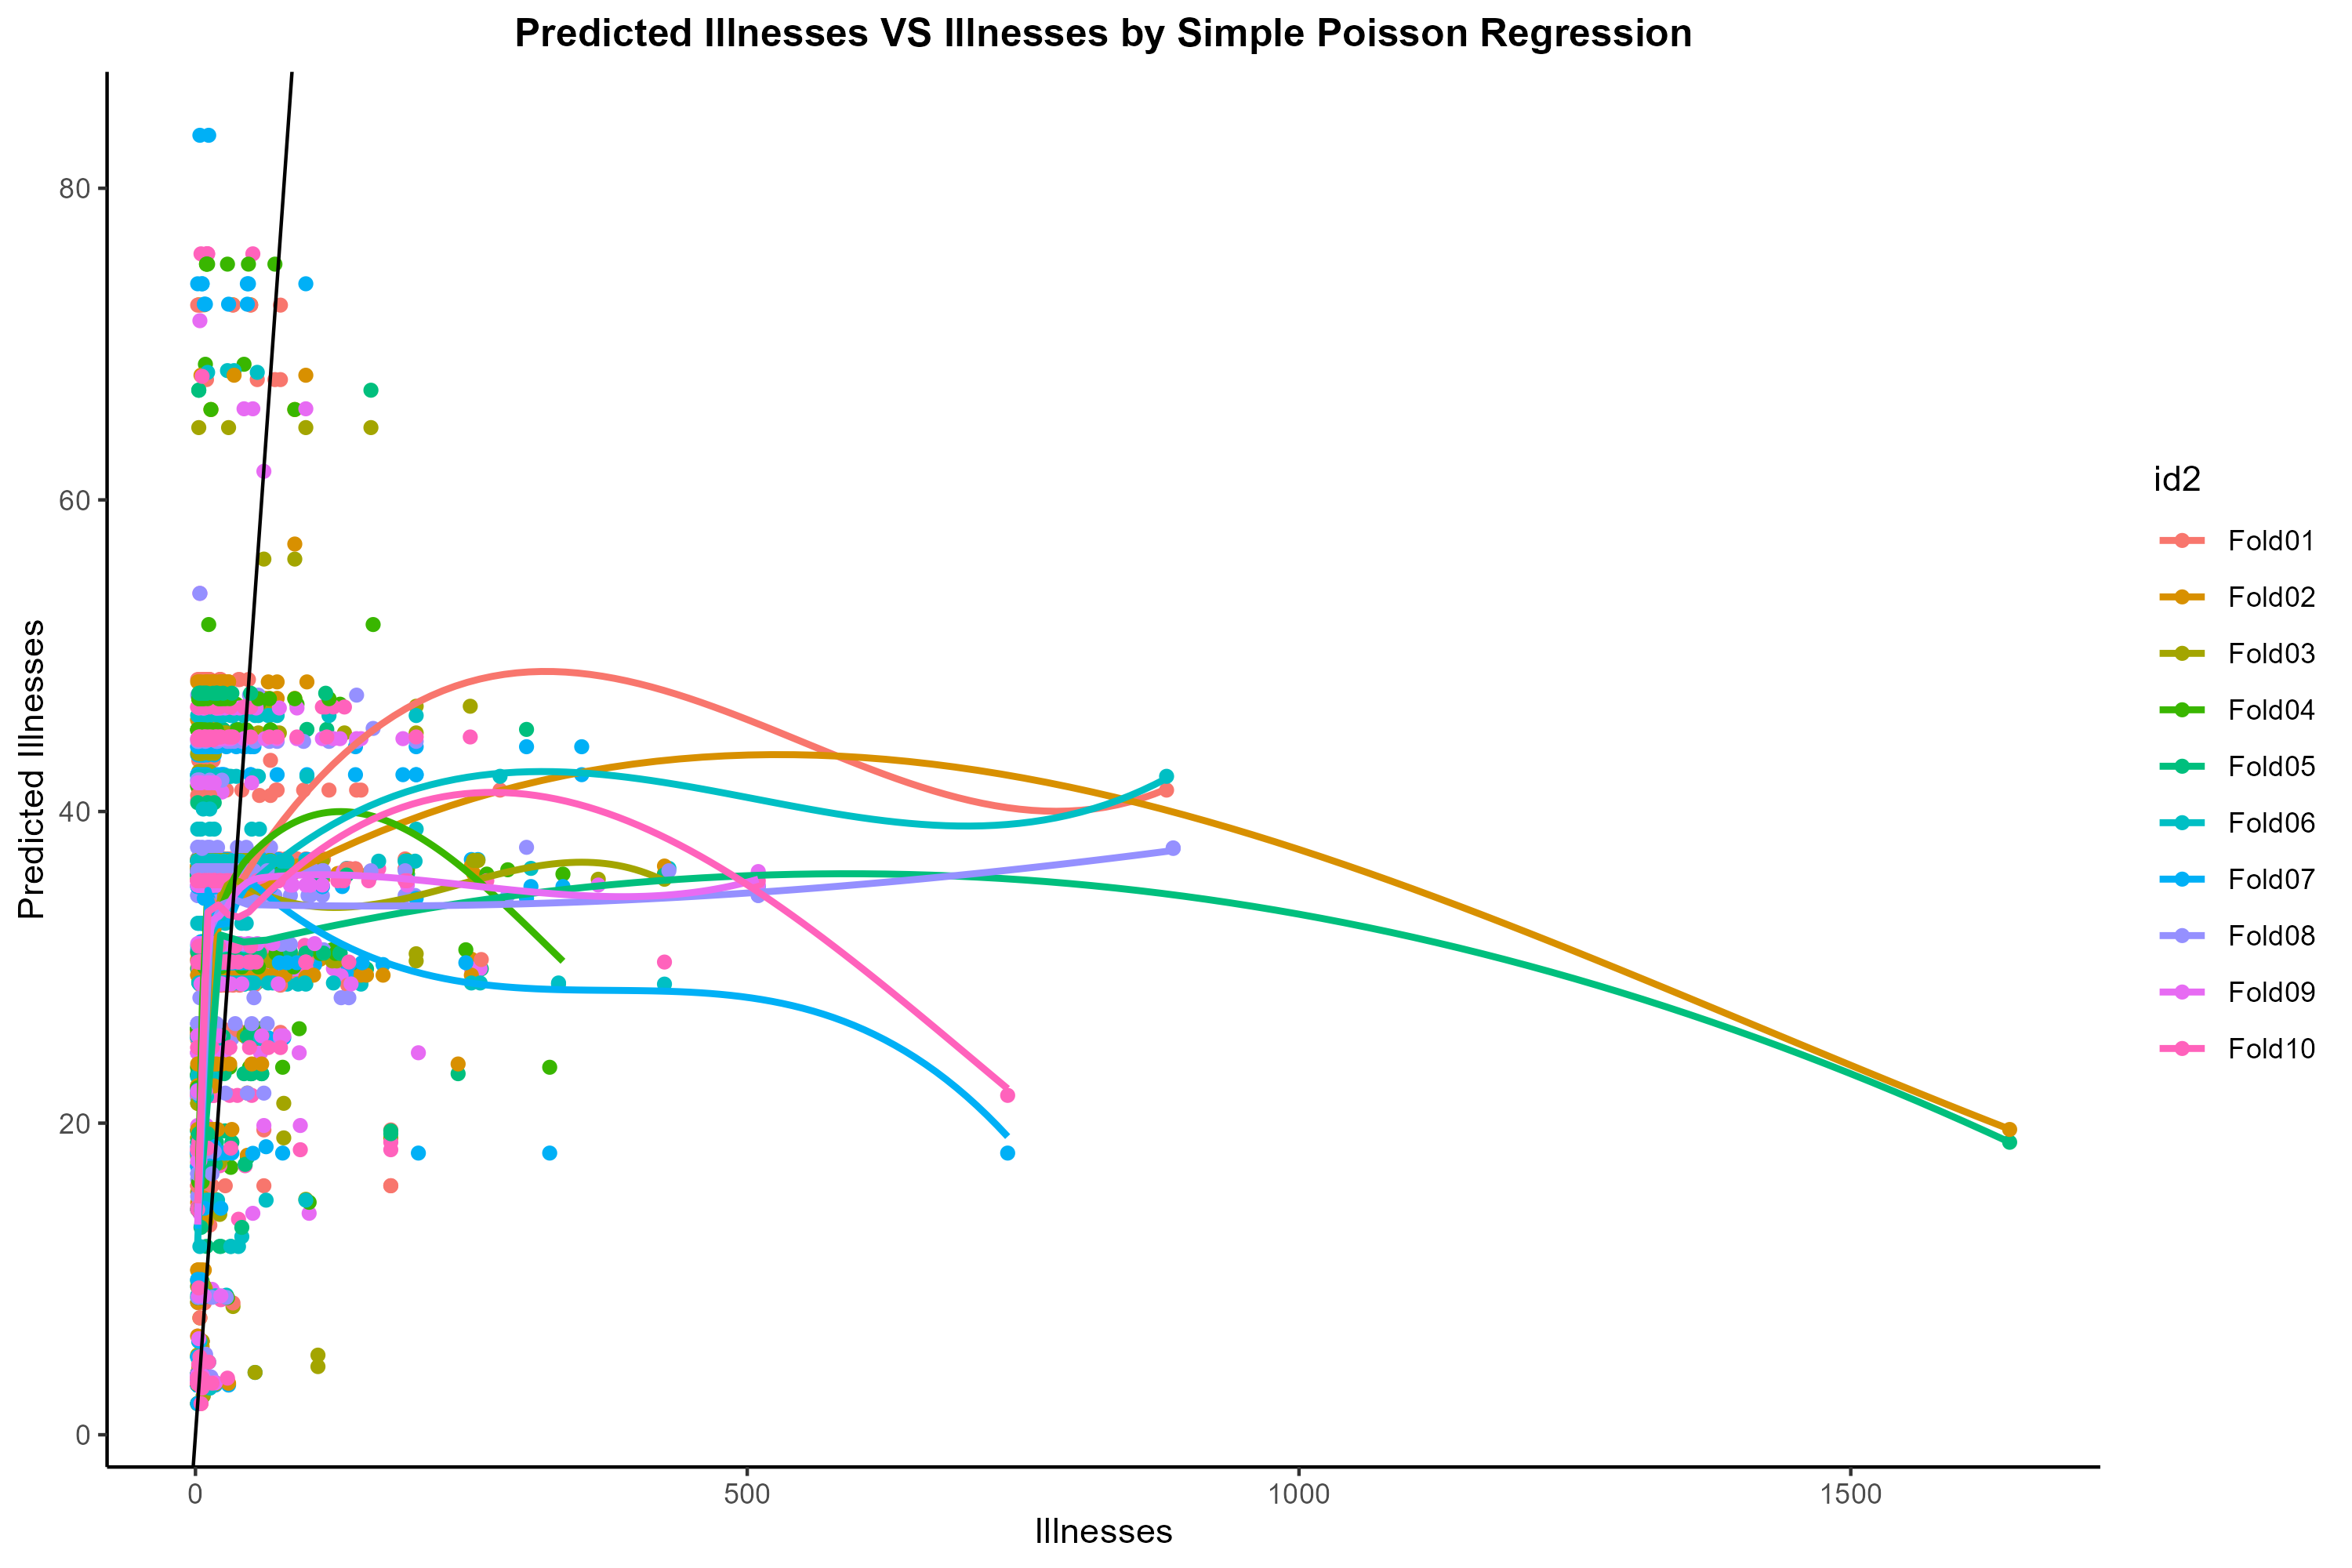 Predicted Illnesses VS Illnesses by Simple Poisson Regression
Predicted Illnesses
80
60
40
20
0
0
500
1000
1500
Illnesses
id2
Fold01
Fold02
Fold03
Fold04
Fold05
Fold06
Fold07
Fold08
Fold09
Fold10